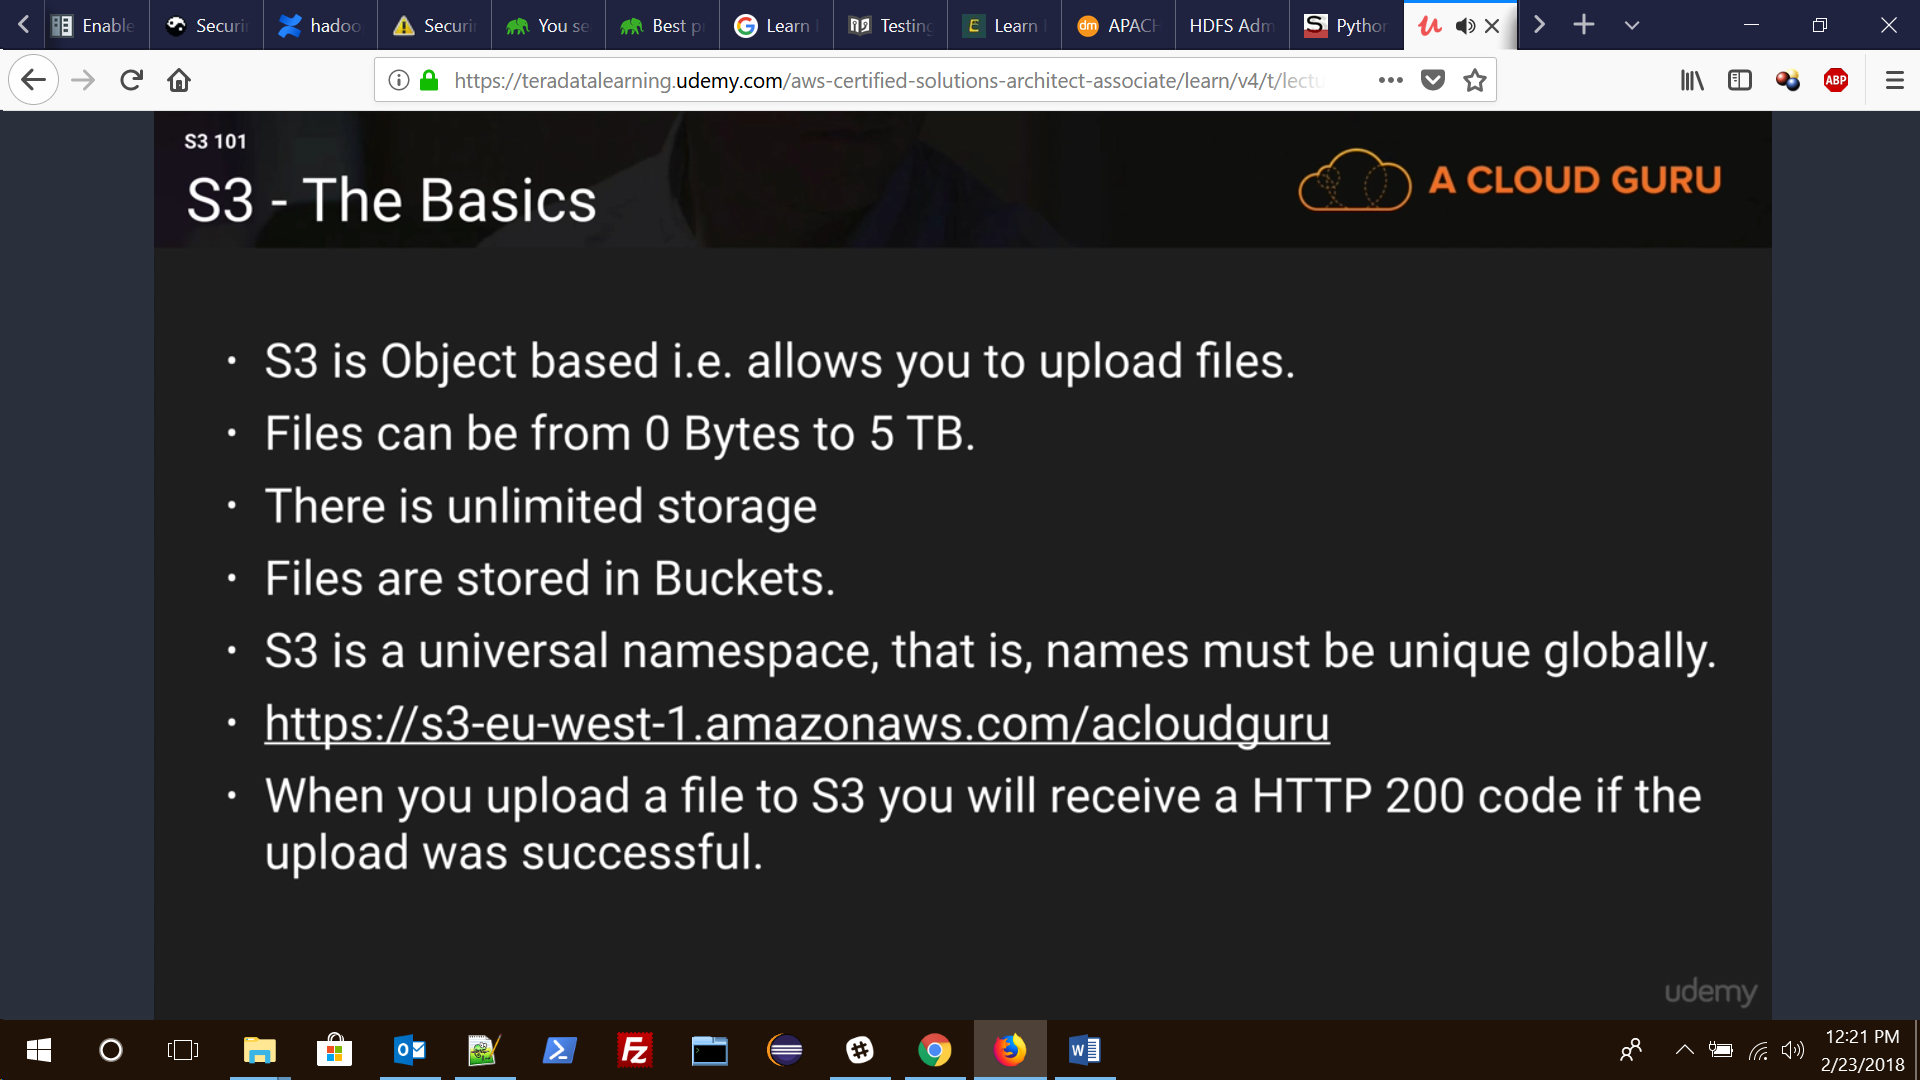 Enable Securi hadoo Securi You se Best p Learn Testing Learn APACH HDFS Adm Python
https://teradatalearning.udemy.com/aws-certified-solutions-architect-associate/learn/v4/t/lectu
ABP
S3 101
S3 - The Basics
A CLOUD GURU
• S3 is Object based i.e. allows you to upload files.
• Files can be from 0 Bytes to 5 TB.
• There is unlimited storage
• Files are stored in Buckets.
• S3 is a universal namespace, that is, names must be unique globally.
• https://s3-eu-west-1.amazonaws.com/acloudguru
• When you upload a file to S3 you will receive a HTTP 200 code if the
upload was successful.
udemy
12:21 PM
2/23/2018